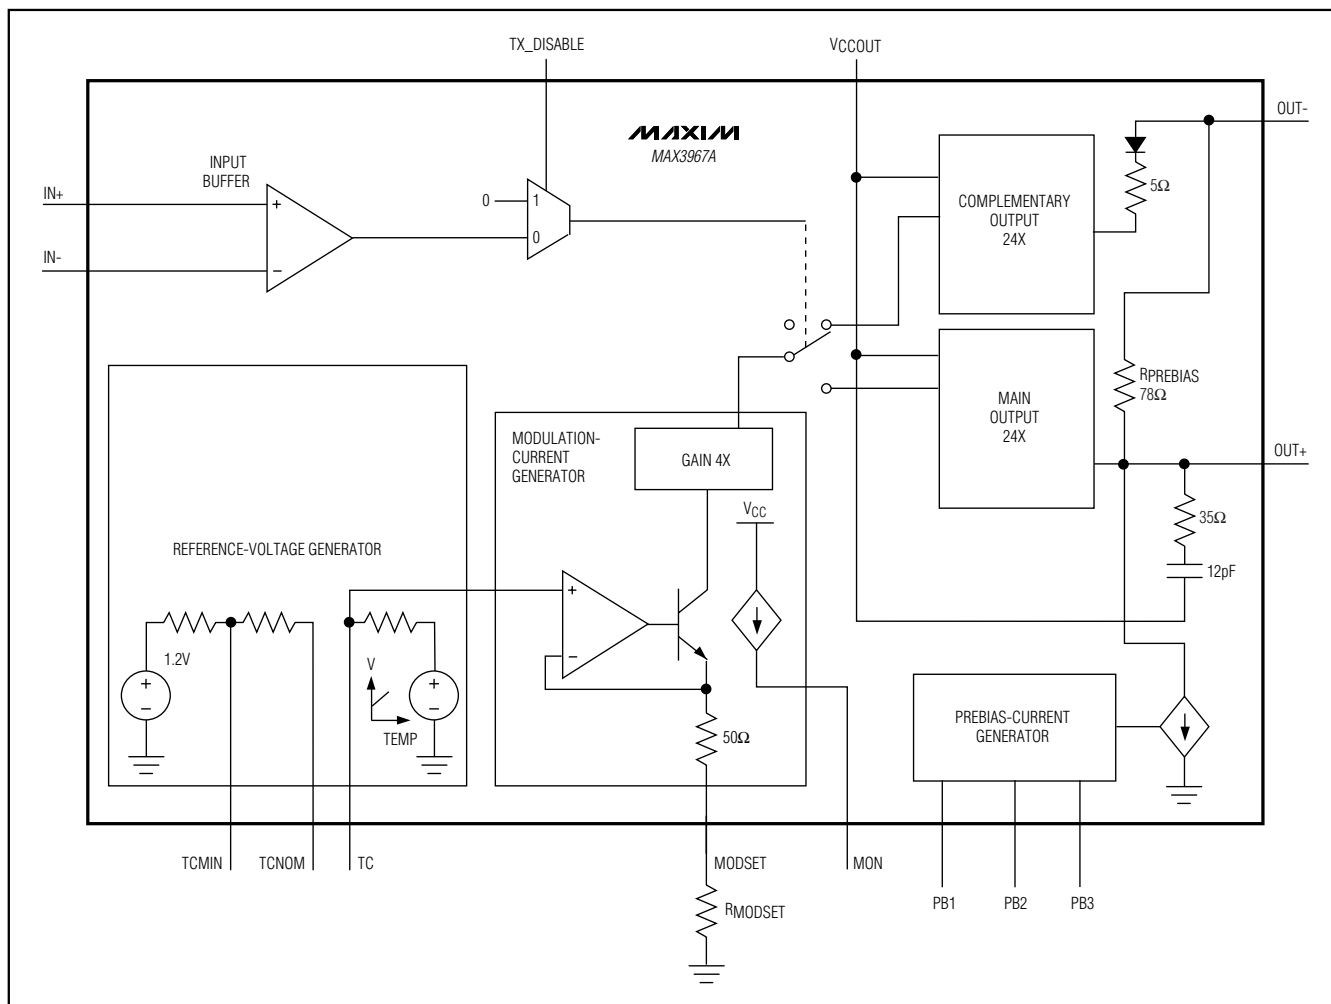 TX_DISABLE
VCCOUT
OUT-
MAXIM
MAX3967A
INPUT
BUFFER
IN+
+
0
1
5Ω
COMPLEMENTARY
OUTPUT
24X
0
IN-
−
RPREBIAS
78Ω
MAIN
OUTPUT
24X
MODULATION-
CURRENT
GENERATOR
GAIN 4X
OUT+
VCC
35Ω
REFERENCE-VOLTAGE GENERATOR
12pF
+
1.2V
−
V
+
−
+
−
TEMP
50Ω
PREBIAS-CURRENT
GENERATOR
TCMIN
TCNOM
TC
MODSET
MON
RMODSET
PB1
PB2
PB3